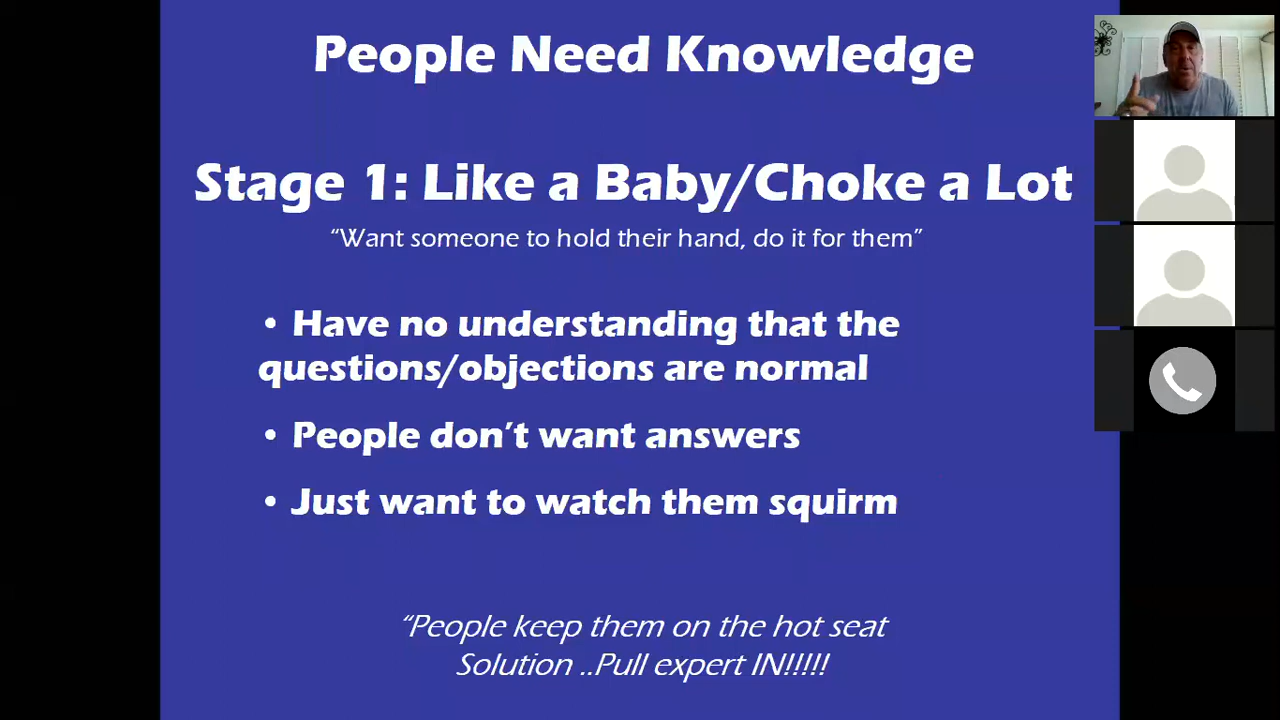 People Need Knowledge
Stage 1: Like a Baby/Choke a Lot
“Want someone to hold their hand, do it for them”
• Have no understanding that the
questions/objections are normal
• People don’t want answers
• Just want to watch them squirm
“People keep them on the hot seat
Solution ..Pull expert IN!!!!!